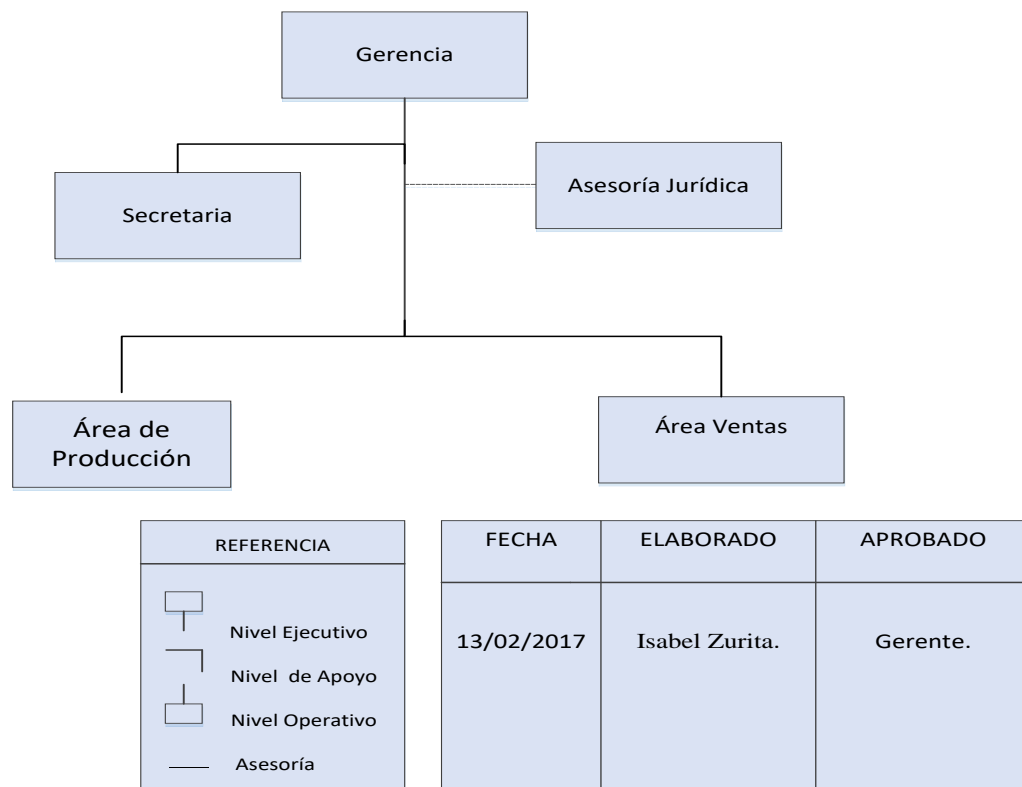 Gerencia
Asesoría Jurídica
Secretaria
Área de
Producción
Área Ventas
REFERENCIA
Nivel Ejecutivo
Nivel de Apoyo
Nivel Operativo
Asesoría
FECHA ELABORADO APROBADO
13/02/2017 Isabel Zurita. Gerente.